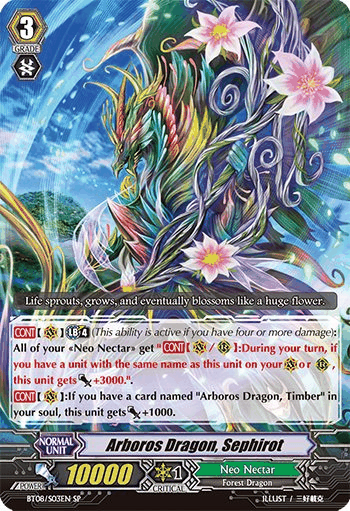 3
GRADE
Life sprouts, grows, and eventually blossoms like a huge flower.
CONT【 】LB4 (This ability is active if you have four or more damage):
All of your «Neo Nectar» get "CONT【 / 】:During your turn, if
you have a unit with the same name as this unit on your or ,
this unit gets +3000.".
CONT【 】:If you have a card named "Arboros Dragon, Timber" in
your soul, this unit gets +1000.
NORMAL
UNIT
Arboros Dragon, Sephirot
POWER
10000
1
CRITICAL
Neo Nectar
Forest Dragon
BT08/S03EN SP
ILLUST / 三好載克